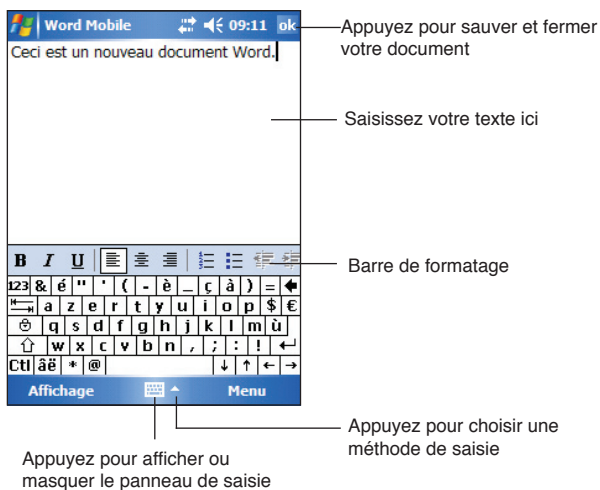 Word Mobile 09:11 ok
Appuyez pour sauver et fermer
votre document
Ceci est un nouveau document Word.
Saisissez votre texte ici
B I U
Barre de formatage
123 & é " ' ( - è _ ç à ) =
a z e r t y u i o p $ €
q s d f g h j k l m ù
w x c v b n , ; : !
Ctl âë * @ ↓ ↑ ← →
Affichage Menu
Appuyez pour choisir une
méthode de saisie
Appuyez pour afficher ou
masquer le panneau de saisie